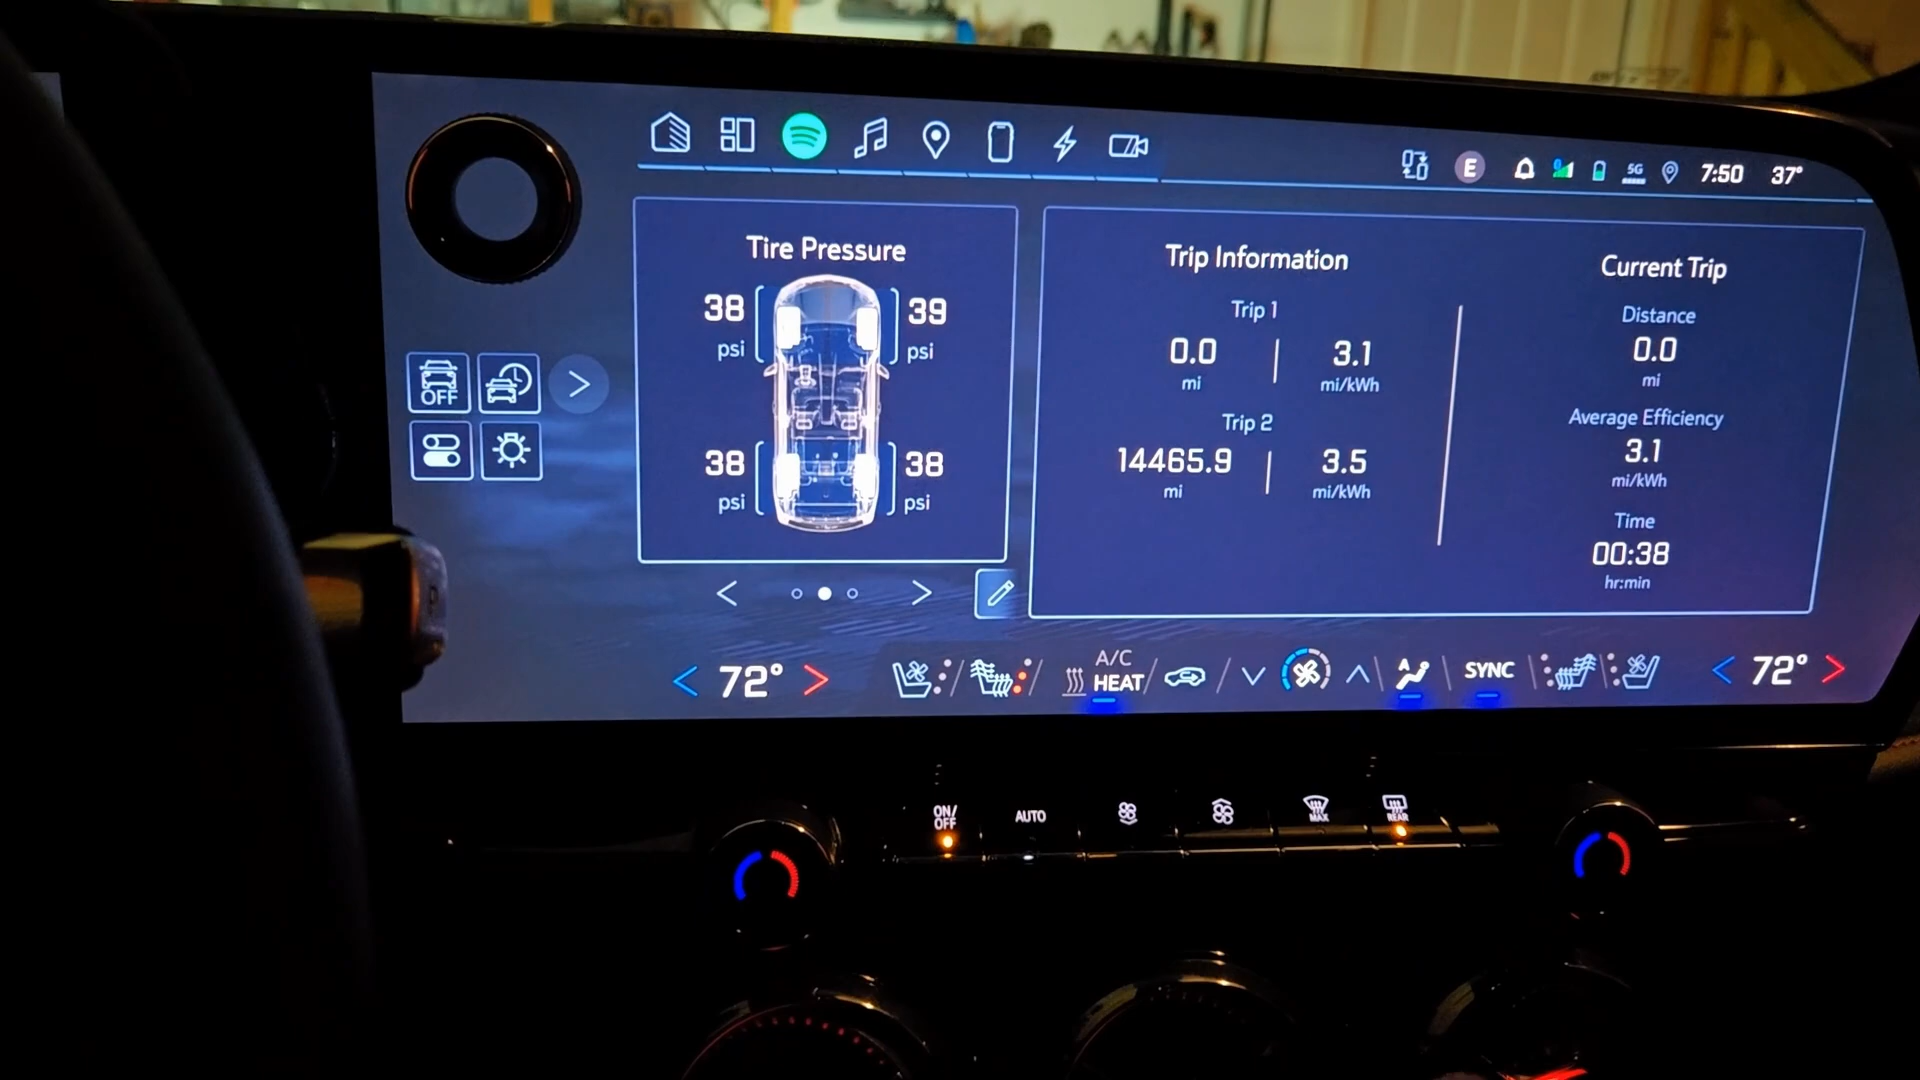 E 5G 7:50 37°
OFF
Tire Pressure
38 psi
39 psi
38 psi
38 psi
Trip Information
Trip 1
0.0 mi
3.1 mi/kWh
Trip 2
14465.9 mi
3.5 mi/kWh
Current Trip
Distance
0.0
mi
Average Efficiency
3.1
mi/kWh
Time
00:38
hr:min
72°
A/C
HEAT
A
SYNC
72°
ON/
OFF
AUTO
MAX
REAR